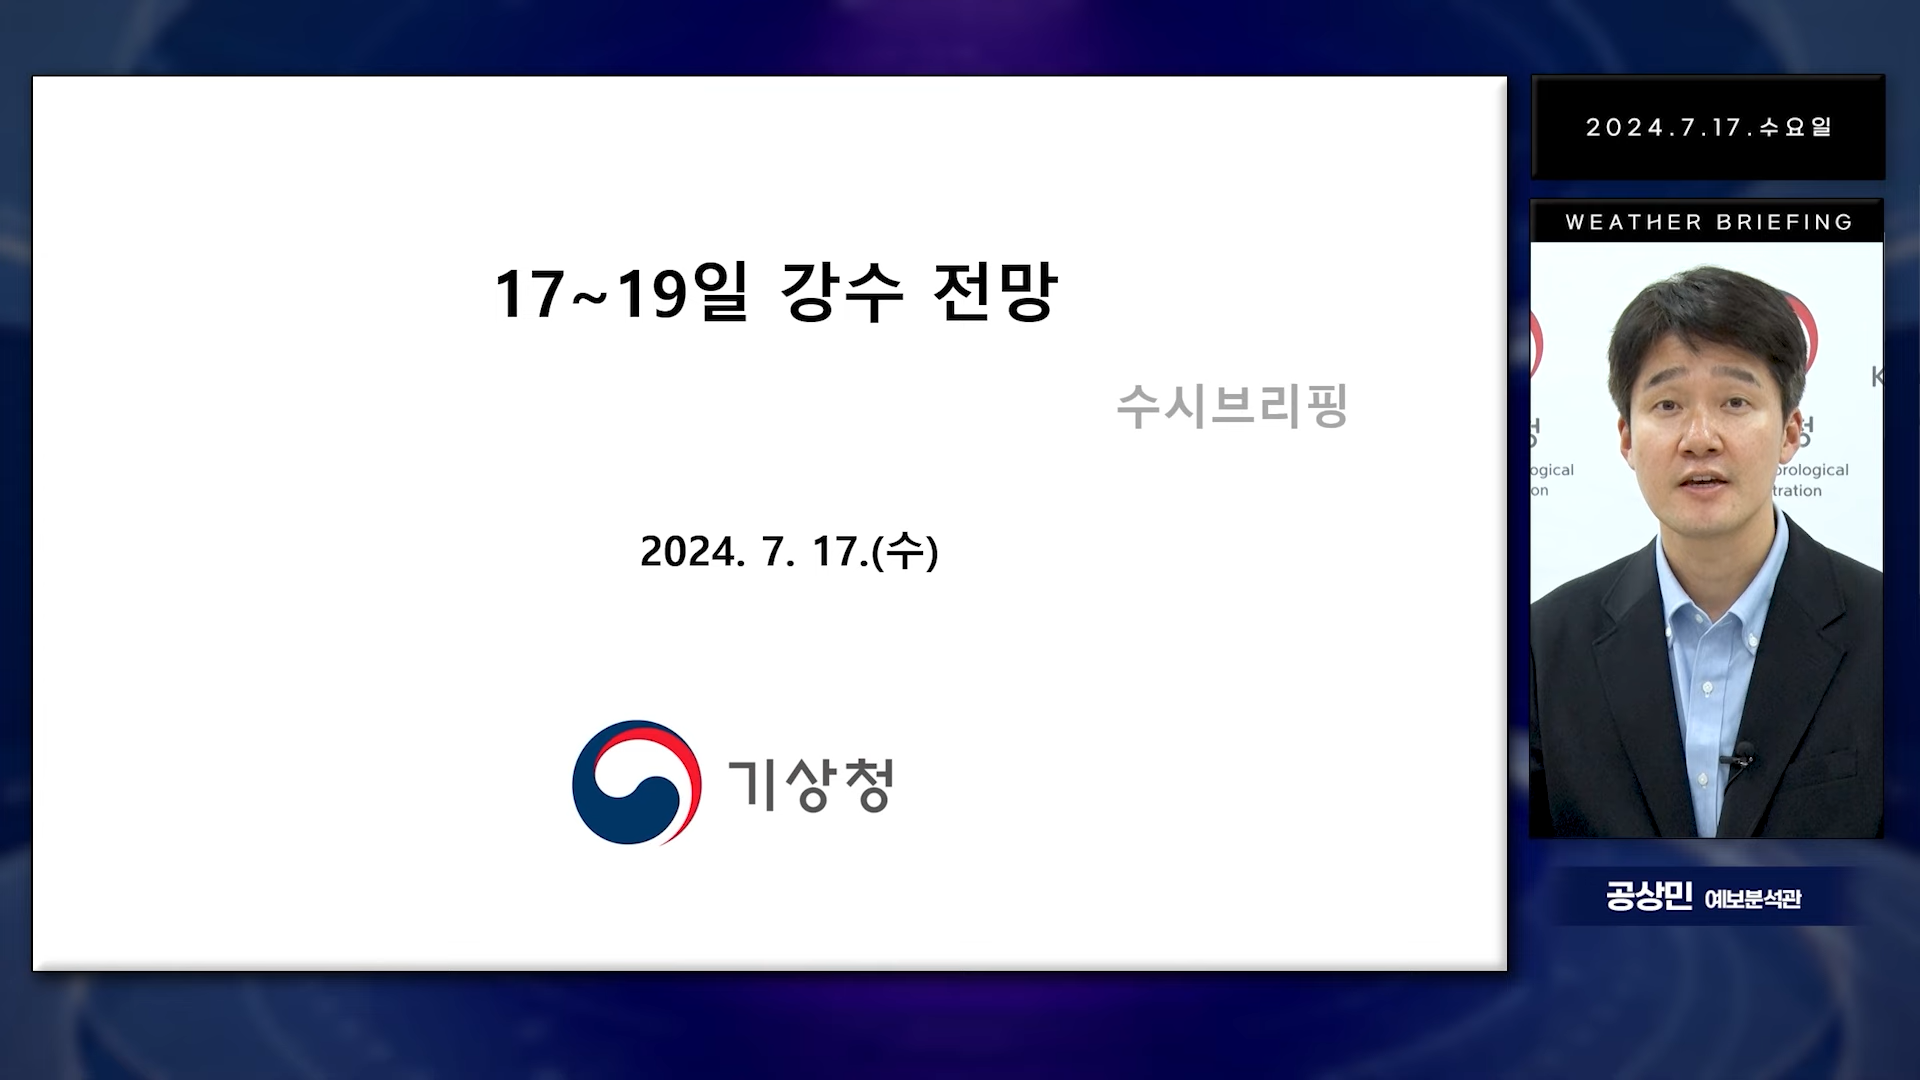 17~19일 강수 전망
수시브리핑
2024. 7. 17.(수)
기상청
2024.7.17.수요일
WEATHER BRIEFING
공상민 예보분석관